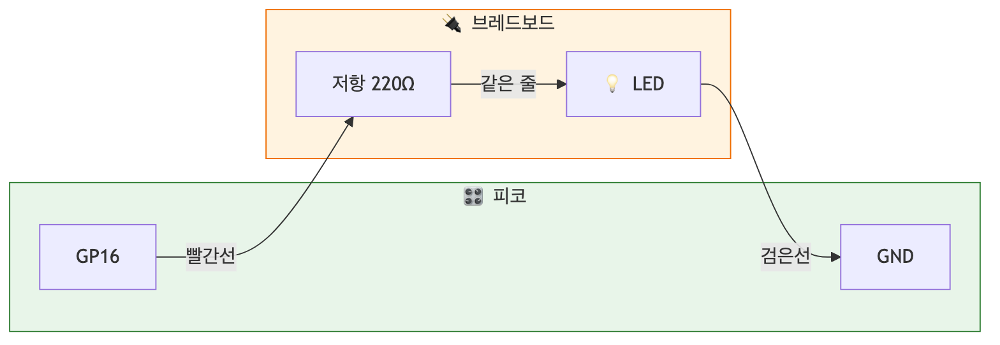 🔌 브레드보드
저항 220Ω
같은 줄
💡 LED
🎛️ 피코
GP16
빨간선
검은선
GND